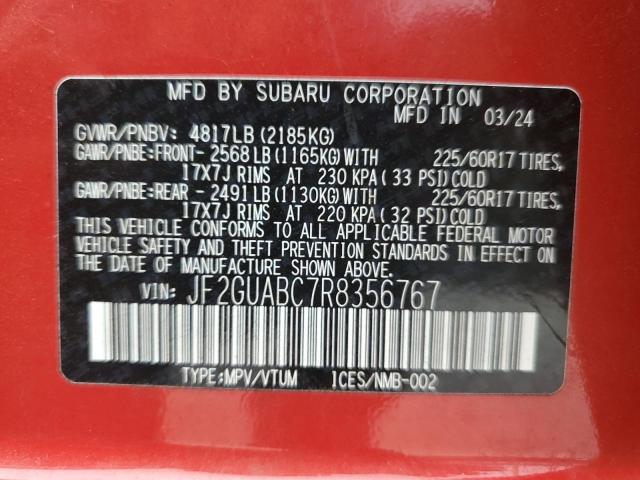 MFD BY SUBARU CORPORATION
MFD IN 03/24
GVWR/PNBV: 4817LB (2185KG)
GAWR/PNBE:FRONT- 2568LB (1165KG)WITH 225/60R17 TIRES,
17X7J RIMS AT 230 KPA( 33 PSI)COLD
GAWR/PNBE:REAR - 2491LB (1130KG)WITH 225/60R17 TIRES,
17X7J RIMS AT 220 KPA( 32 PSI)COLD
THIS VEHICLE CONFORMS TO ALL APPLICABLE FEDERAL MOTOR
VEHICLE SAFETY AND THEFT PREVENTION STANDARDS IN EFFECT
ON THE DATE OF MANUFACTURE SHOWN ABOVE.
VIN: JF2GUABC7R8356767
TYPE:MPV/VTUM ICES/NMB-002